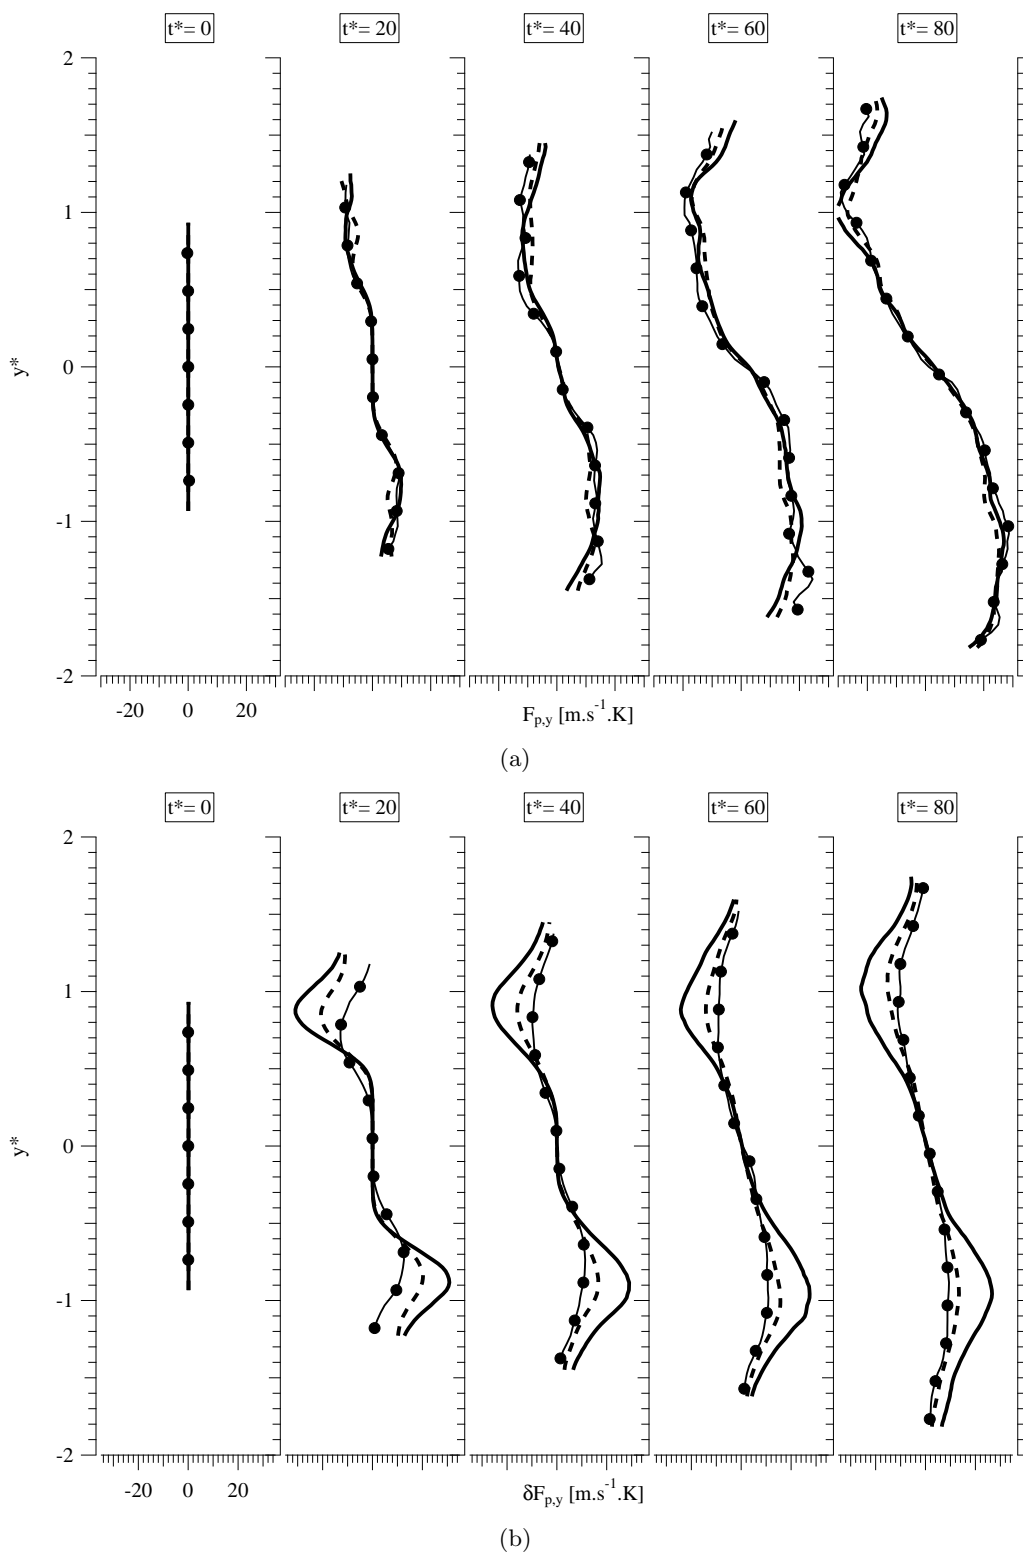 t*= 0 t*= 20 t*= 40 t*= 60 t*= 80
2
1
0
-1
-2
y*
-20 0 20
F_p,y [m.s^-1.K]
(a)
t*= 0 t*= 20 t*= 40 t*= 60 t*= 80
2
1
0
-1
-2
y*
-20 0 20
δF_p,y [m.s^-1.K]
(b)